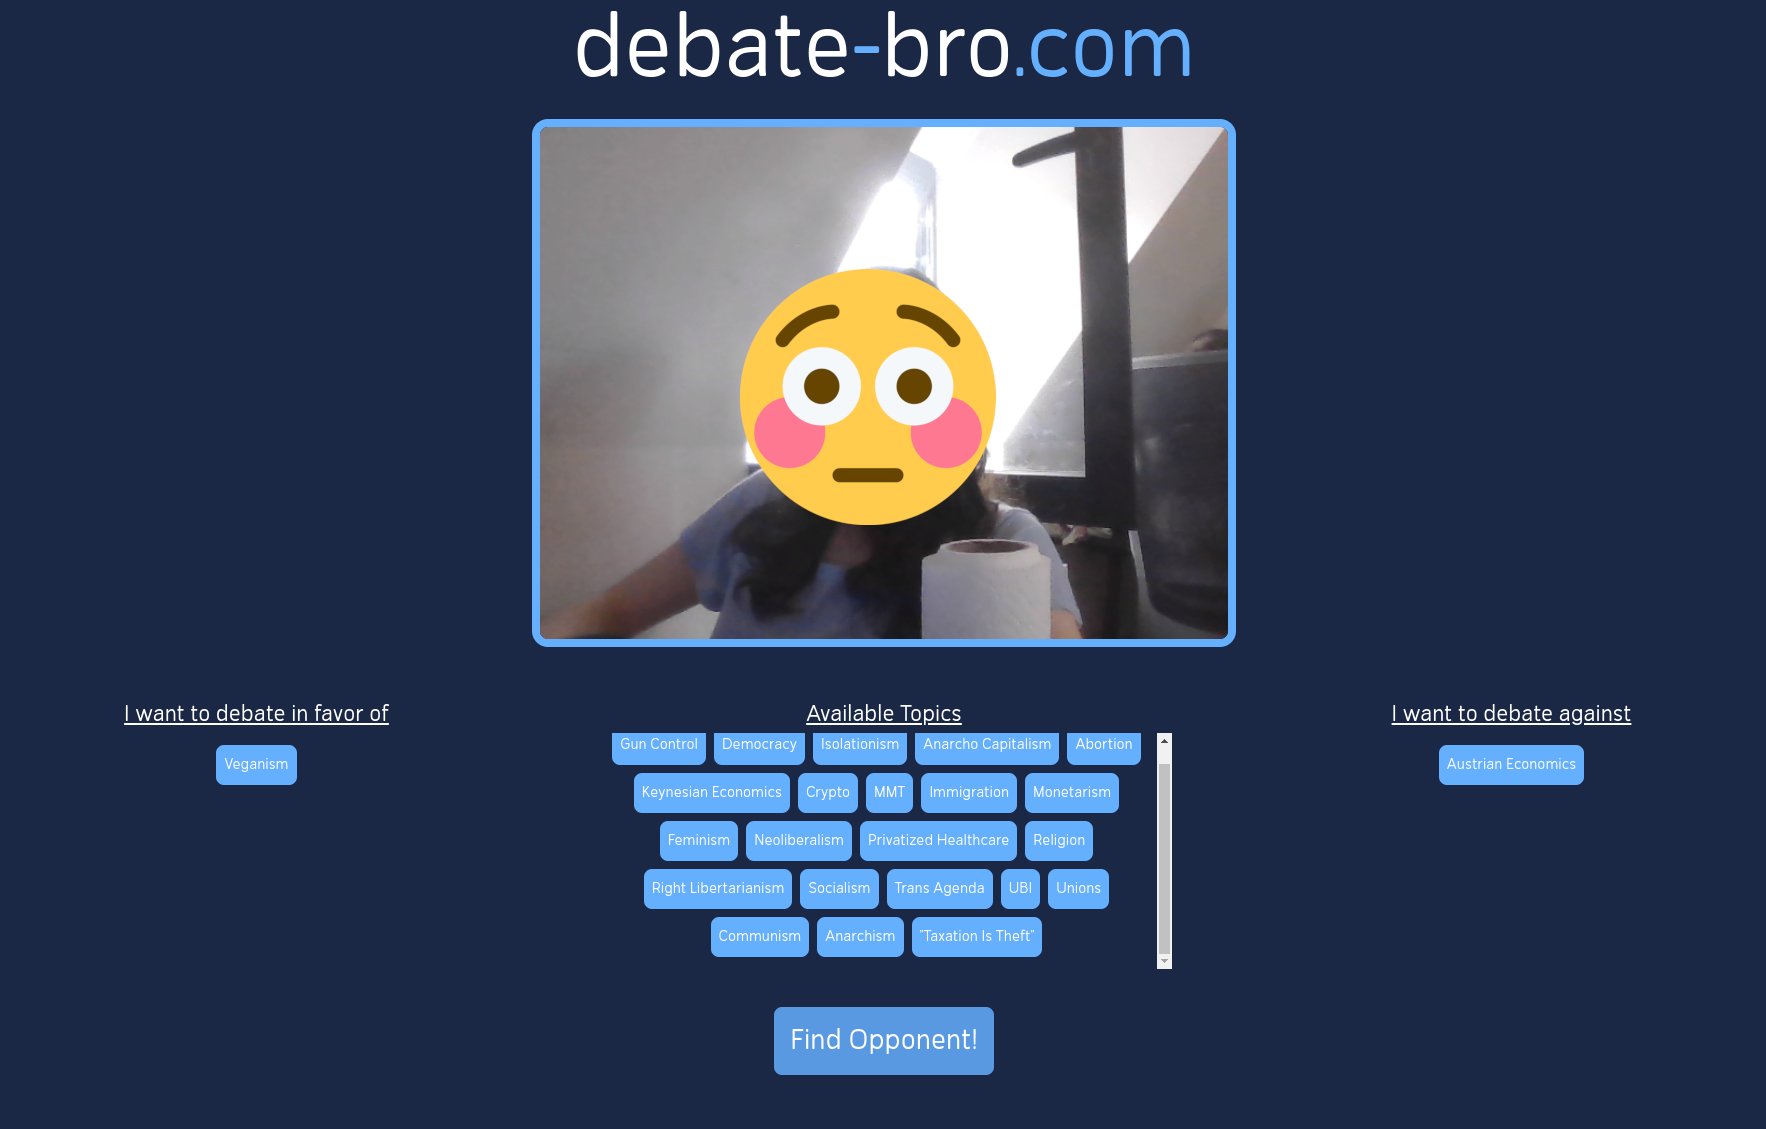 debate-bro.com
I want to debate in favor of
Veganism
Available Topics
Gun Control Democracy Isolationism Anarcho Capitalism Abortion
Keynesian Economics Crypto MMT Immigration Monetarism
Feminism Neoliberalism Privatized Healthcare Religion
Right Libertarianism Socialism Trans Agenda UBI Unions
Communism Anarchism "Taxation Is Theft"
I want to debate against
Austrian Economics
Find Opponent!